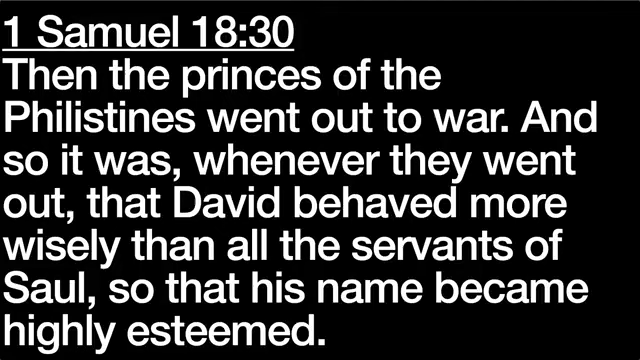 1 Samuel 18:30
Then the princes of the
Philistines went out to war. And
so it was, whenever they went
out, that David behaved more
wisely than all the servants of
Saul, so that his name became
highly esteemed.